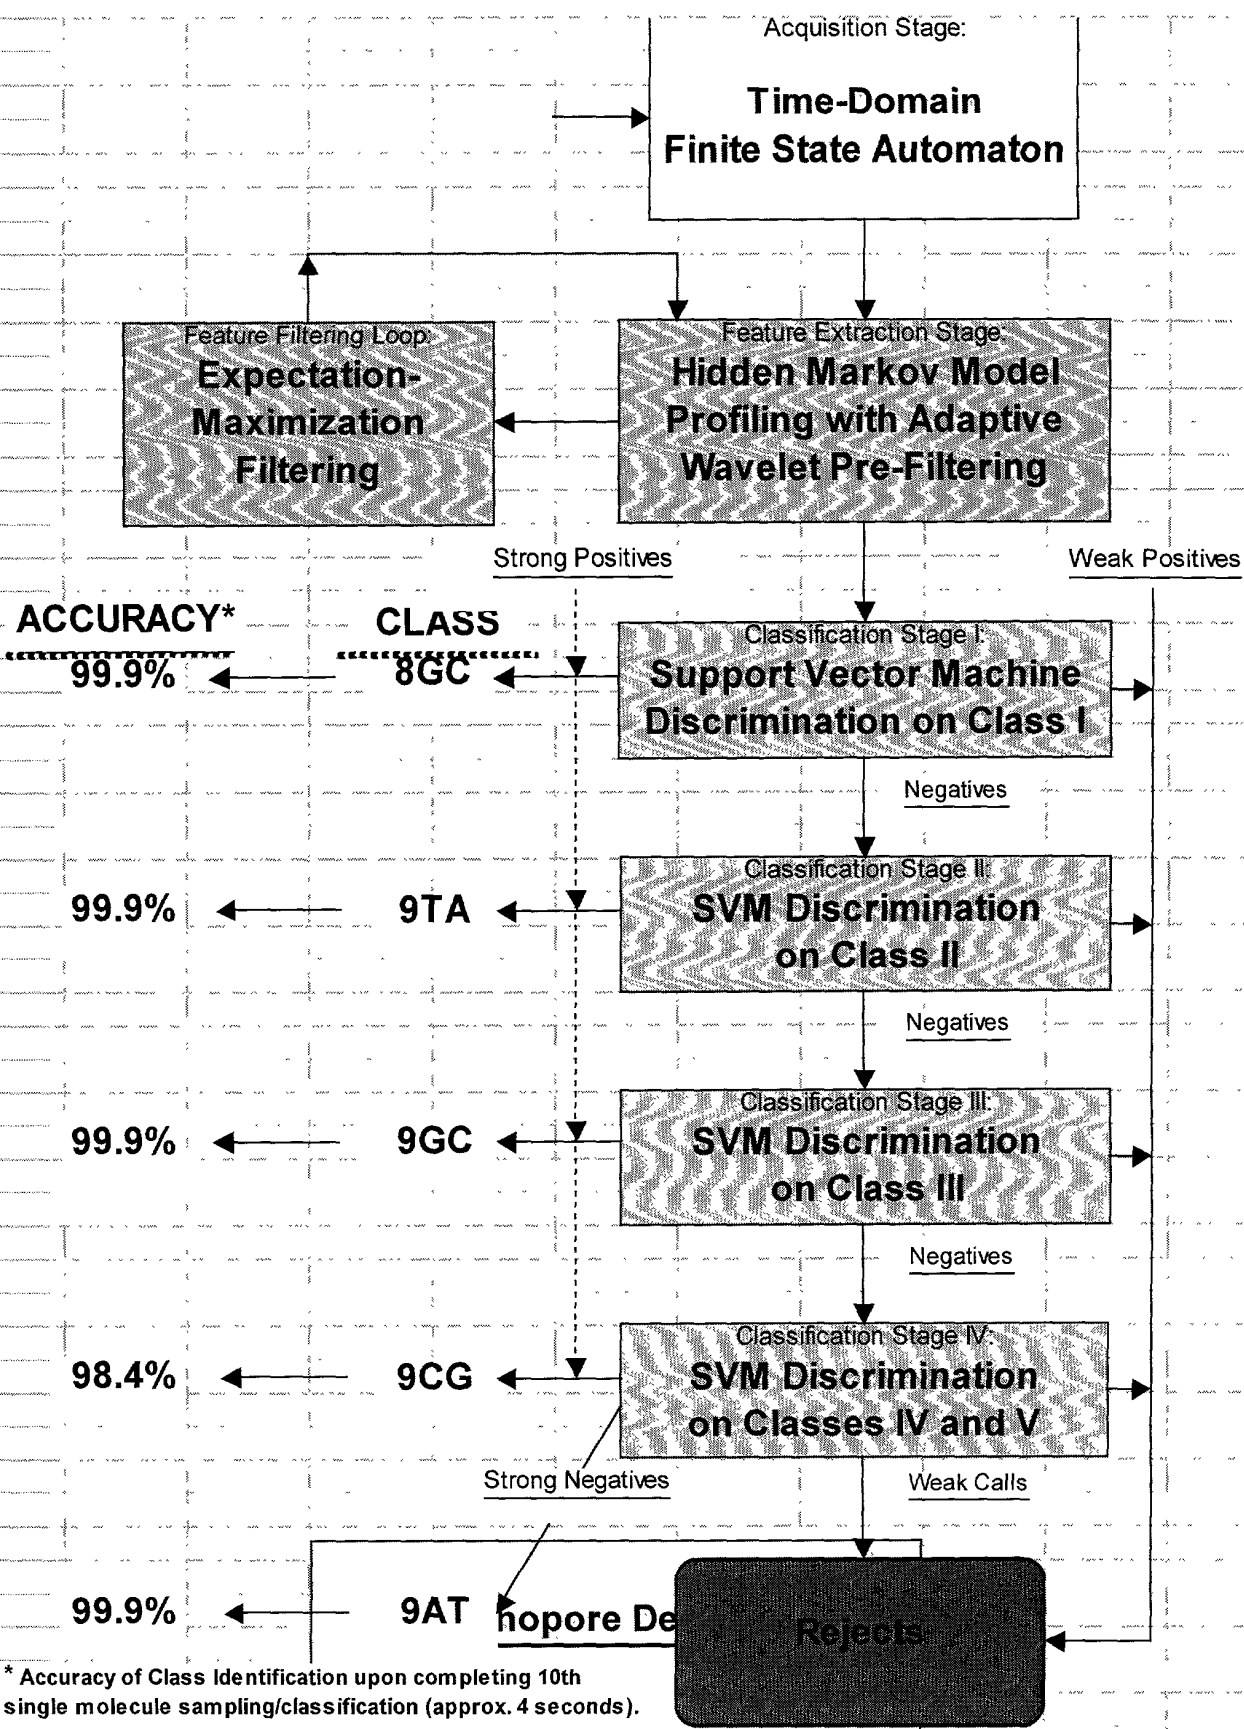 Acquisition Stage:
Time-Domain
Finite State Automaton
Feature Filtering Loop:
Expectation-
Maximization
Filtering
Feature Extraction Stage:
Hidden Markov Model
Profiling with Adaptive
Wavelet Pre-Filtering
Strong Positives
Weak Positives
ACCURACY*
CLASS
Classification Stage I:
Support Vector Machine
Discrimination on Class I
99.9%
8GC
Negatives
Classification Stage II:
SVM Discrimination
on Class II
99.9%
9TA
Negatives
Classification Stage III:
SVM Discrimination
on Class III
99.9%
9GC
Negatives
Classification Stage IV:
SVM Discrimination
on Classes IV and V
98.4%
9CG
Strong Negatives
Weak Calls
99.9%
9AT
nopore De
Rejects
* Accuracy of Class Identification upon completing 10th
single molecule sampling/classification (approx. 4 seconds).